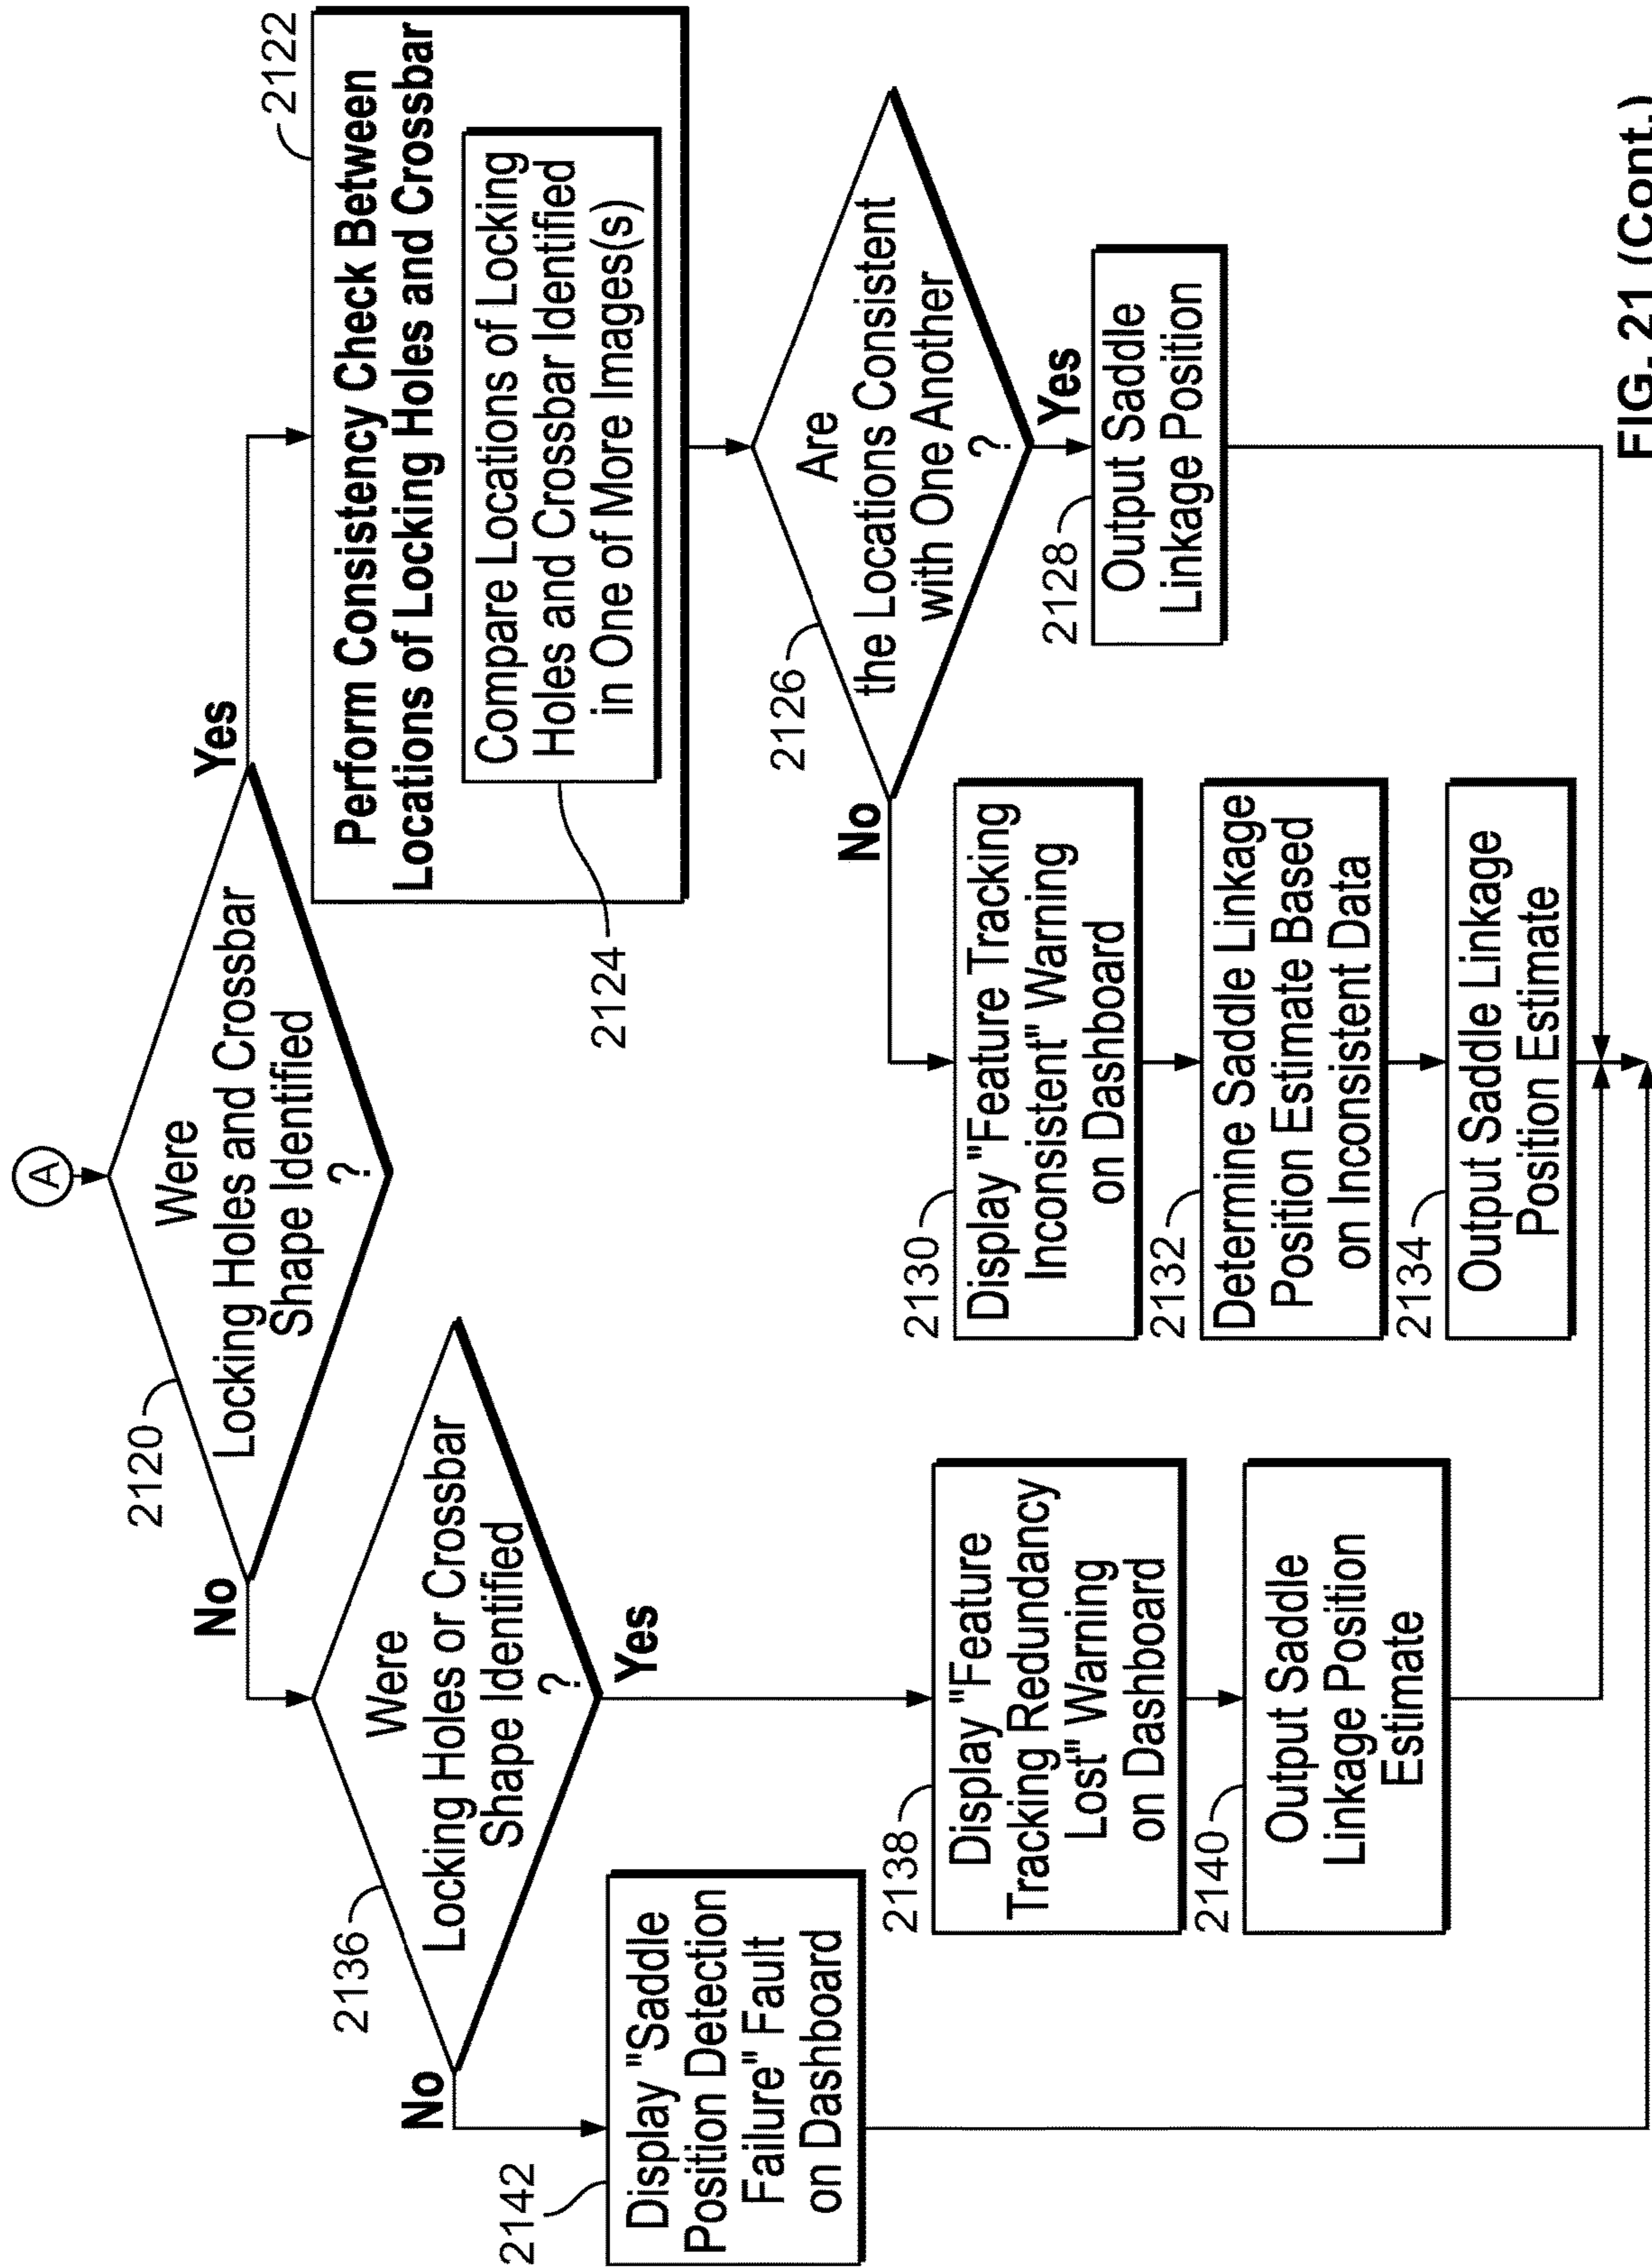 A
2120
Were
Locking Holes and Crossbar
Shape Identified
?
Yes
No
2122
Perform Consistency Check Between
Locations of Locking Holes and Crossbar
2124
Compare Locations of Locking
Holes and Crossbar Identified
in One of More Images(s)
2126
Are
the Locations Consistent
with One Another
?
Yes
No
2128
Output Saddle
Linkage Position
2130
Display "Feature Tracking
Inconsistent" Warning
on Dashboard
2132
Determine Saddle Linkage
Position Estimate Based
on Inconsistent Data
2134
Output Saddle Linkage
Position Estimate
2136
Were
Locking Holes or Crossbar
Shape Identified
?
Yes
No
2138
Display "Feature
Tracking Redundancy
Lost" Warning
on Dashboard
2140
Output Saddle
Linkage Position
Estimate
2142
Display "Saddle
Position Detection
Failure" Fault
on Dashboard
FIG. 21 (Cont.)